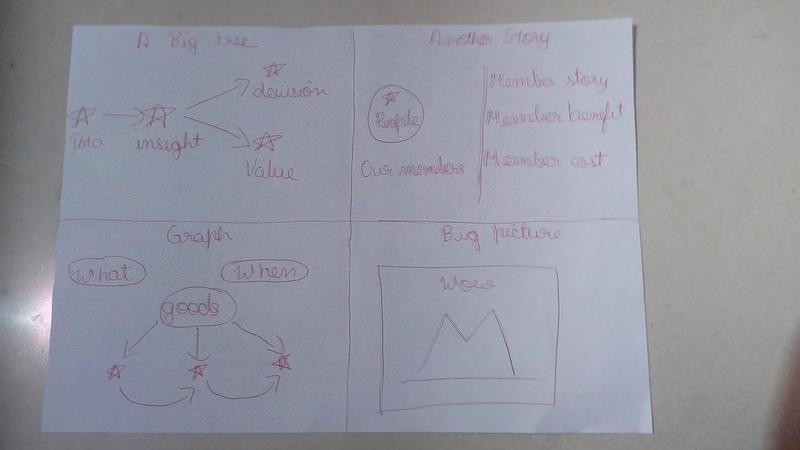 A Big tree
decision
Data
insight
Value
Another Story
People
Our members
Member story
Member benefit
Member cost
Graph
What
When
goods
Big picture
Wow